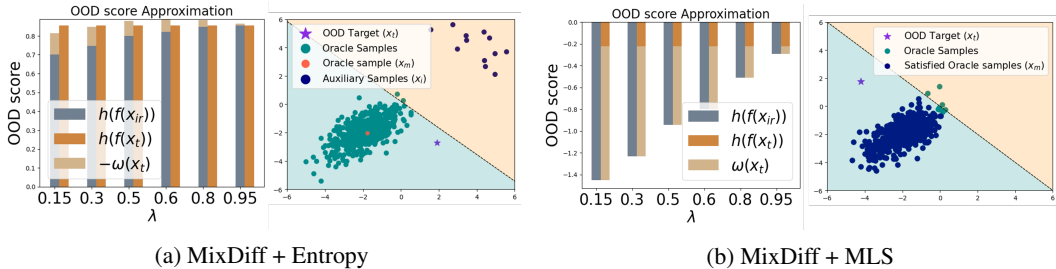 OOD score Approximation
OOD score
0.8
0.7
0.6
0.5
0.4
0.3
0.2
0.1
0.0
h(f(x_ir))
h(f(x_t))
−ω(x_t)
0.15 0.3 0.5 0.6 0.8 0.95
λ
OOD Target (x_t)
Oracle Samples
Oracle sample (x_m)
Auxiliary Samples (x_i)
6
4
2
0
−2
−4
−6
−6 −4 −2 0 2 4 6
(a) MixDiff + Entropy
OOD score Approximation
OOD score
0.0
−0.2
−0.4
−0.6
−0.8
−1.0
−1.2
−1.4
h(f(x_ir))
h(f(x_t))
ω(x_t)
0.15 0.3 0.5 0.6 0.8 0.95
λ
OOD Target (x_t)
Oracle Samples
Satisfied Oracle samples (x_m)
6
4
2
0
−2
−4
−6
−6 −4 −2 0 2 4 6
(b) MixDiff + MLS